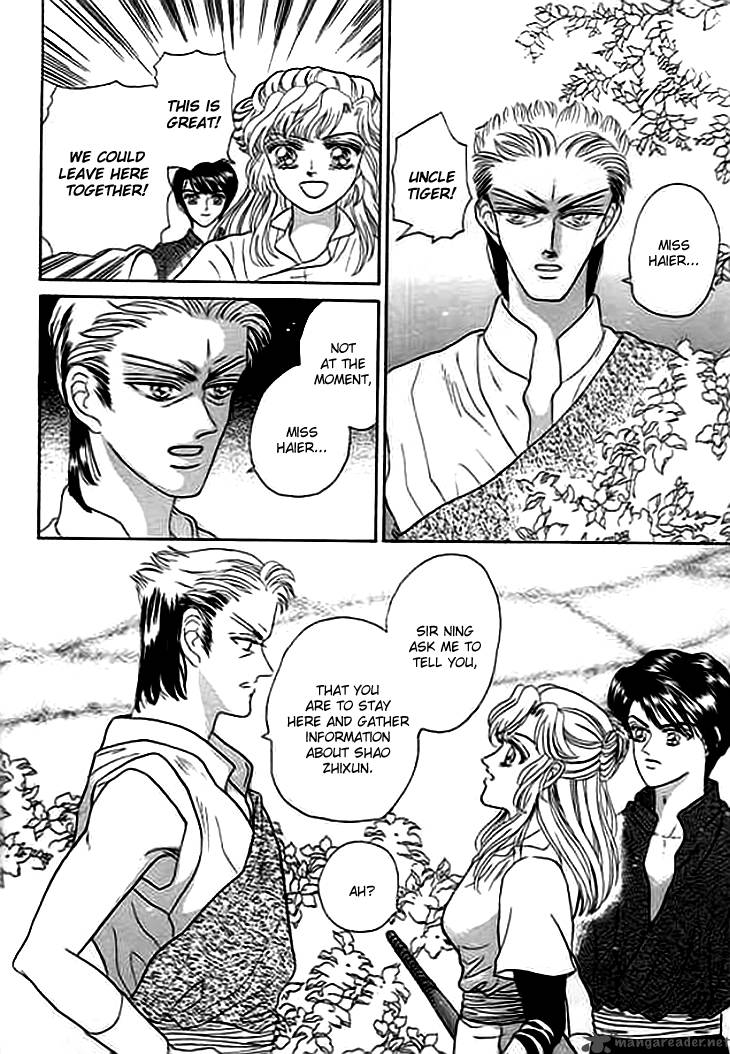 UNCLE
TIGER!
MISS
HAIER...
THIS IS
GREAT!
WE COULD
LEAVE HERE
TOGETHER!
NOT
AT THE
MOMENT,
MISS
HAIER...
SIR NING
ASK ME TO
TELL YOU,
THAT YOU
ARE TO STAY
HERE AND GATHER
INFORMATION
ABOUT SHAO
ZHIXUN.
AH?
mangareader.net